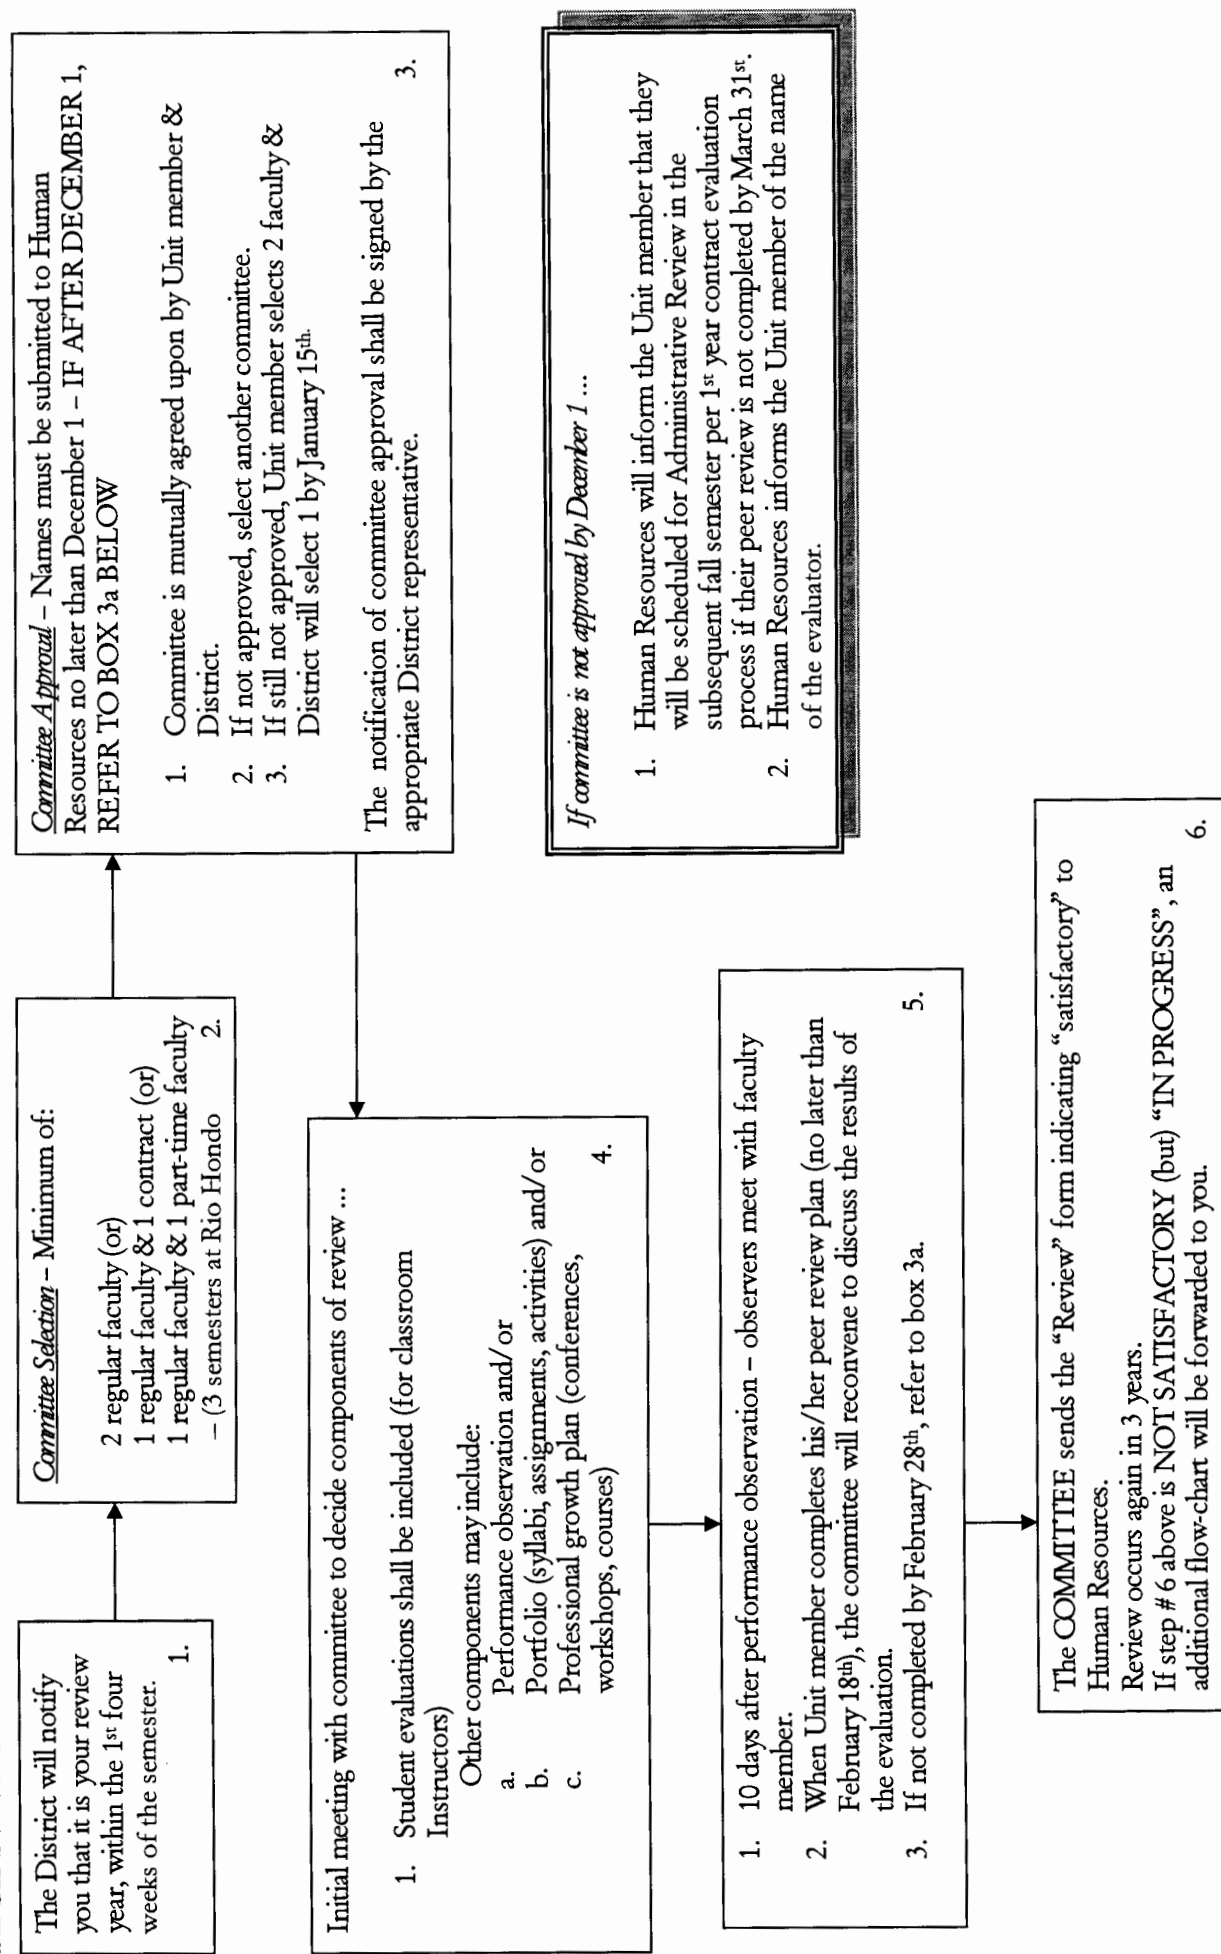 The District will notify
you that it is your review
year, within the 1st four
weeks of the semester.
1.
Committee Selection – Minimum of:
2 regular faculty (or)
1 regular faculty & 1 contract (or)
1 regular faculty & 1 part-time faculty
– (3 semesters at Rio Hondo 2.
Committee Approval – Names must be submitted to Human
Resources no later than December 1 – IF AFTER DECEMBER 1,
REFER TO BOX 3a BELOW
1. Committee is mutually agreed upon by Unit member &
District.
2. If not approved, select another committee.
3. If still not approved, Unit member selects 2 faculty &
District will select 1 by January 15th.
The notification of committee approval shall be signed by the
appropriate District representative. 3.
Initial meeting with committee to decide components of review ...
1. Student evaluations shall be included (for classroom
Instructors)
Other components may include:
a. Performance observation and/or
b. Portfolio (syllabi, assignments, activities) and/or
c. Professional growth plan (conferences,
workshops, courses) 4.
If committee is not approved by December 1 ...
1. Human Resources will inform the Unit member that they
will be scheduled for Administrative Review in the
subsequent fall semester per 1st year contract evaluation
process if their peer review is not completed by March 31st.
2. Human Resources informs the Unit member of the name
of the evaluator.
1. 10 days after performance observation – observers meet with faculty
member.
2. When Unit member completes his/her peer review plan (no later than
February 18th), the committee will reconvene to discuss the results of
the evaluation.
3. If not completed by February 28th, refer to box 3a. 5.
The COMMITTEE sends the “Review” form indicating “satisfactory” to
Human Resources.
Review occurs again in 3 years.
If step # 6 above is NOT SATISFACTORY (but) “IN PROGRESS”, an
additional flow-chart will be forwarded to you. 6.